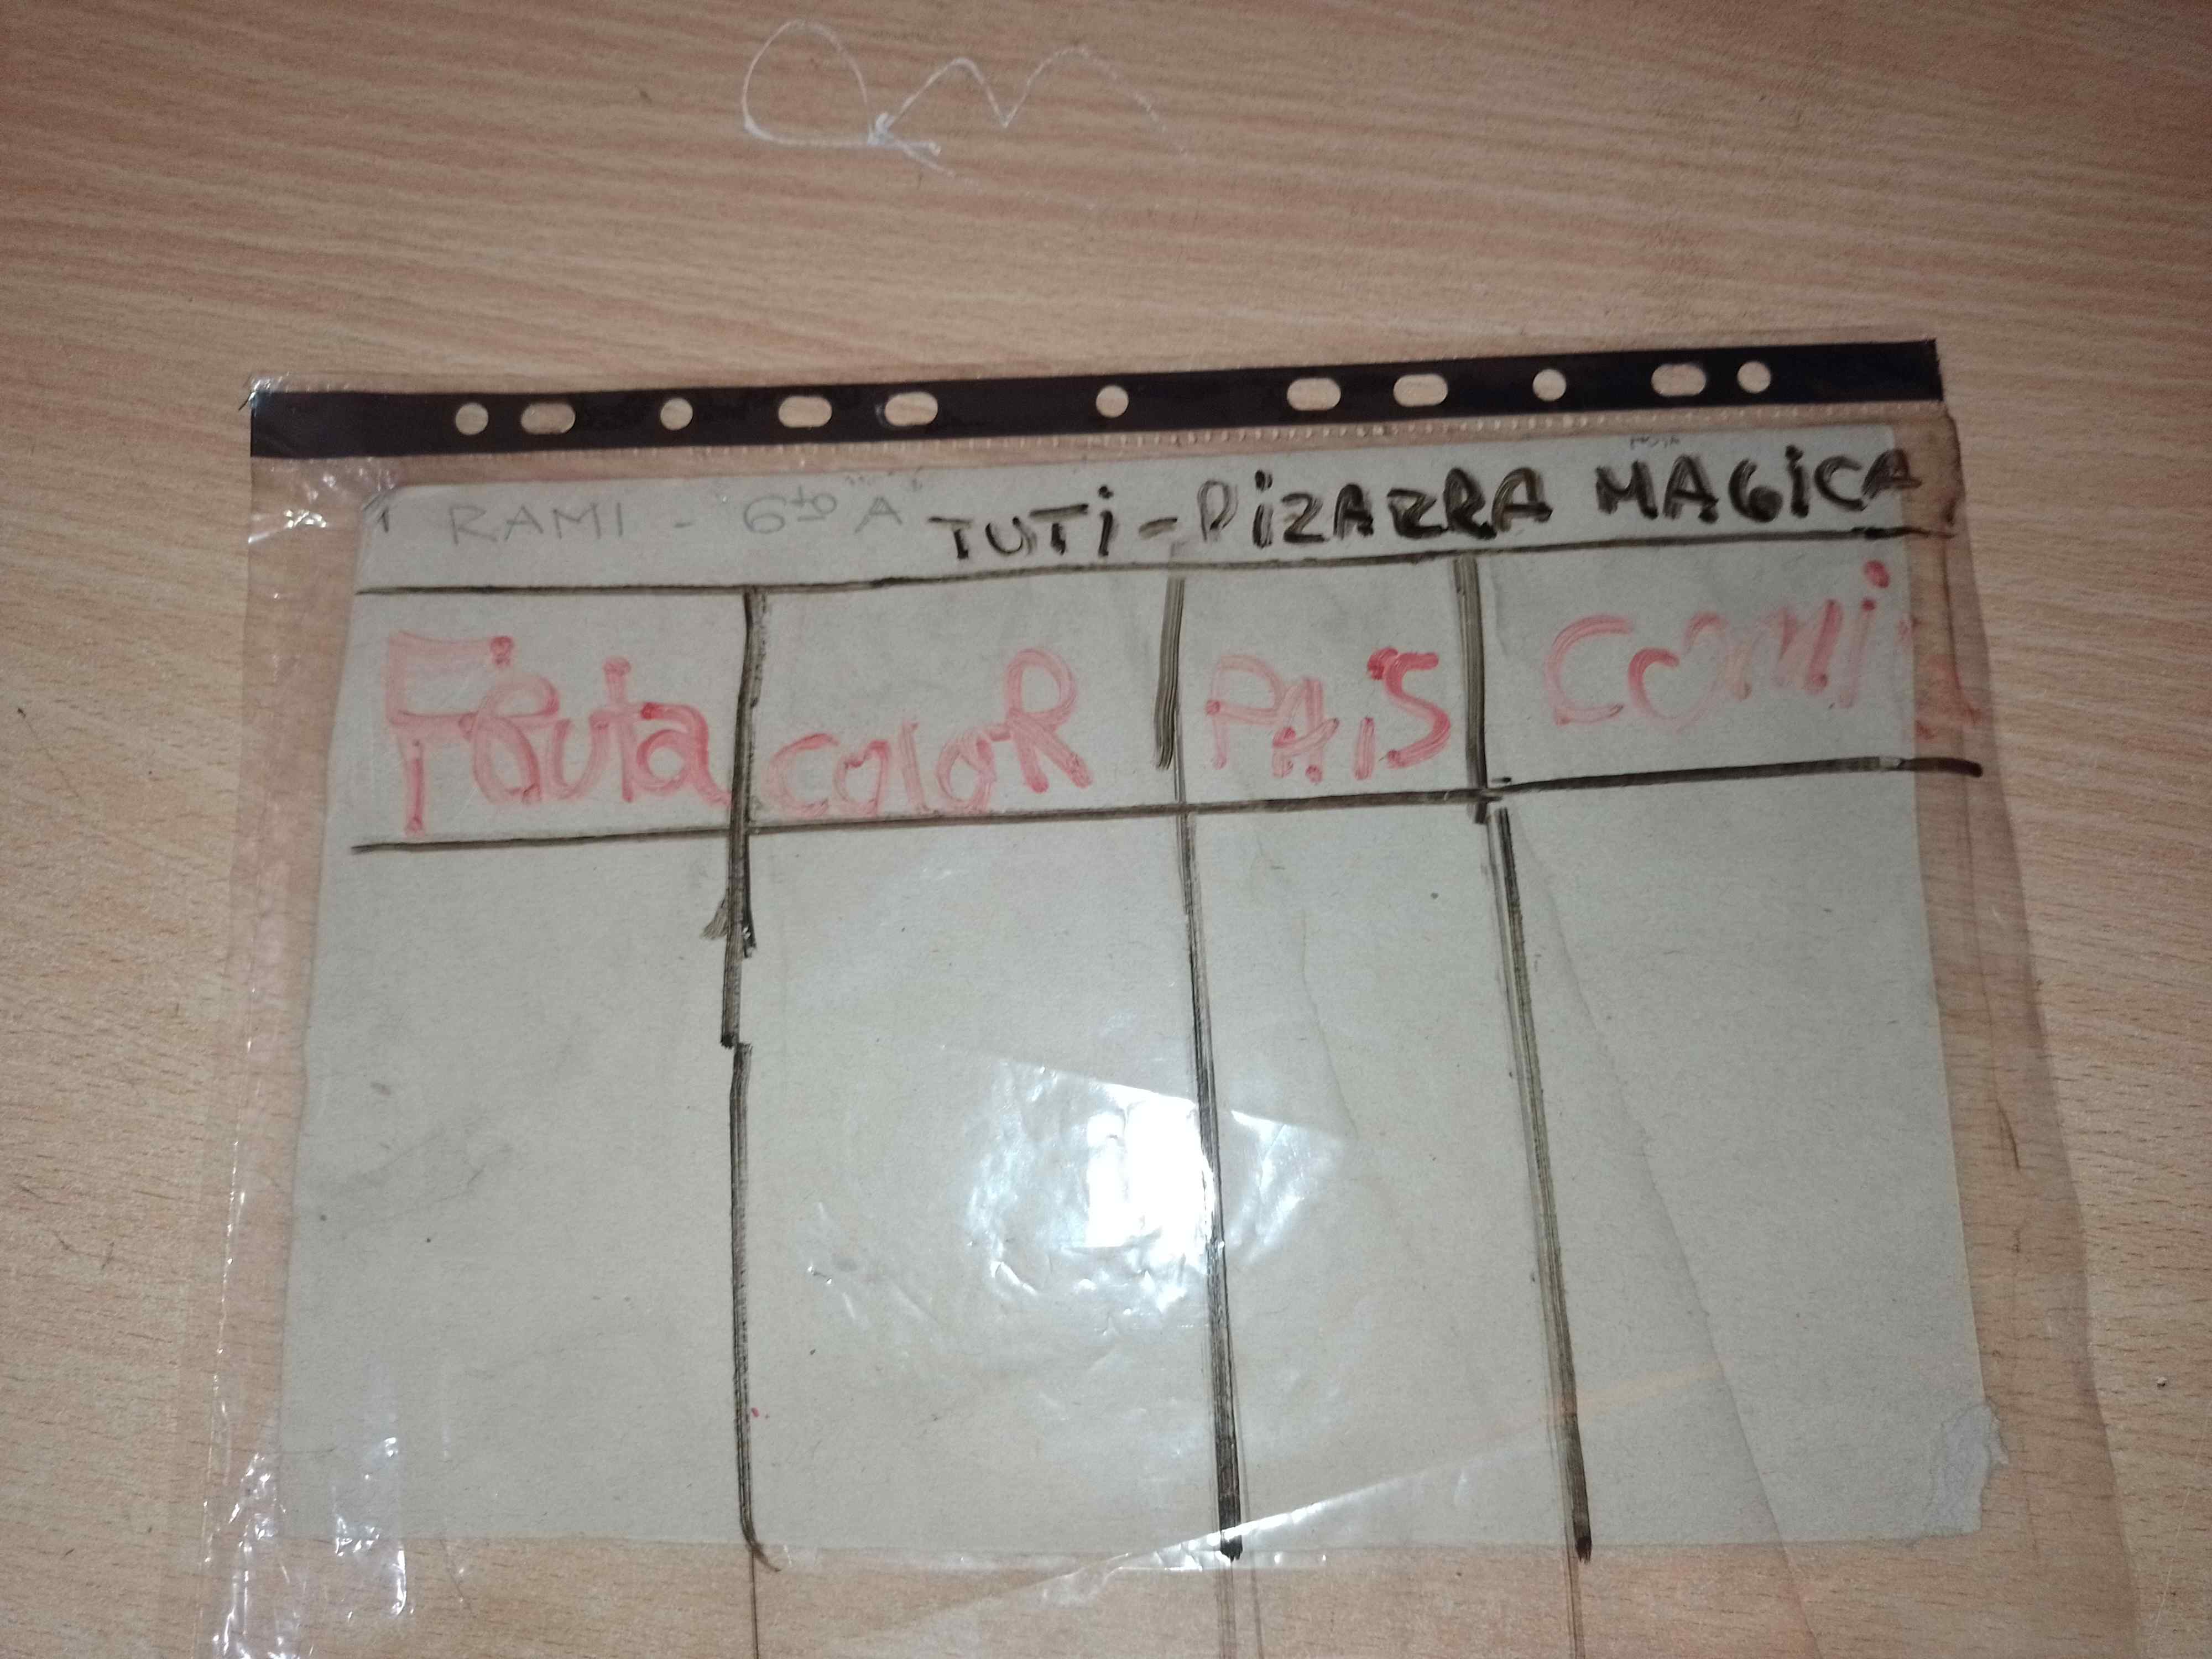 RAMI - 6to A TUTI-PIZARRA MAGICA
Fruta color PAiS comi